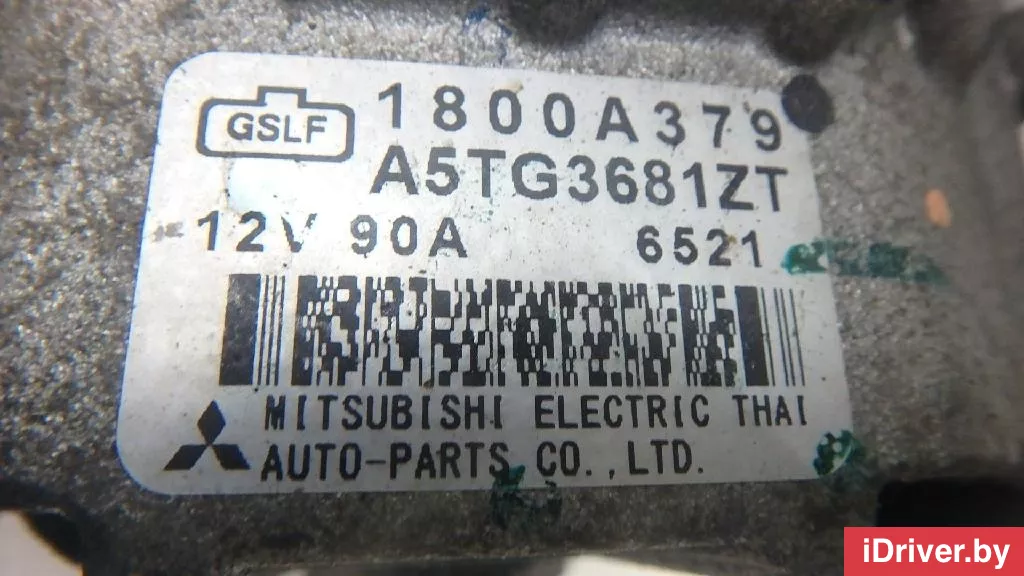 GSLF 1800A379
A5TG3681ZT
12V 90A 6521
MITSUBISHI ELECTRIC THAI
AUTO-PARTS CO.,LTD.
iDriver.by